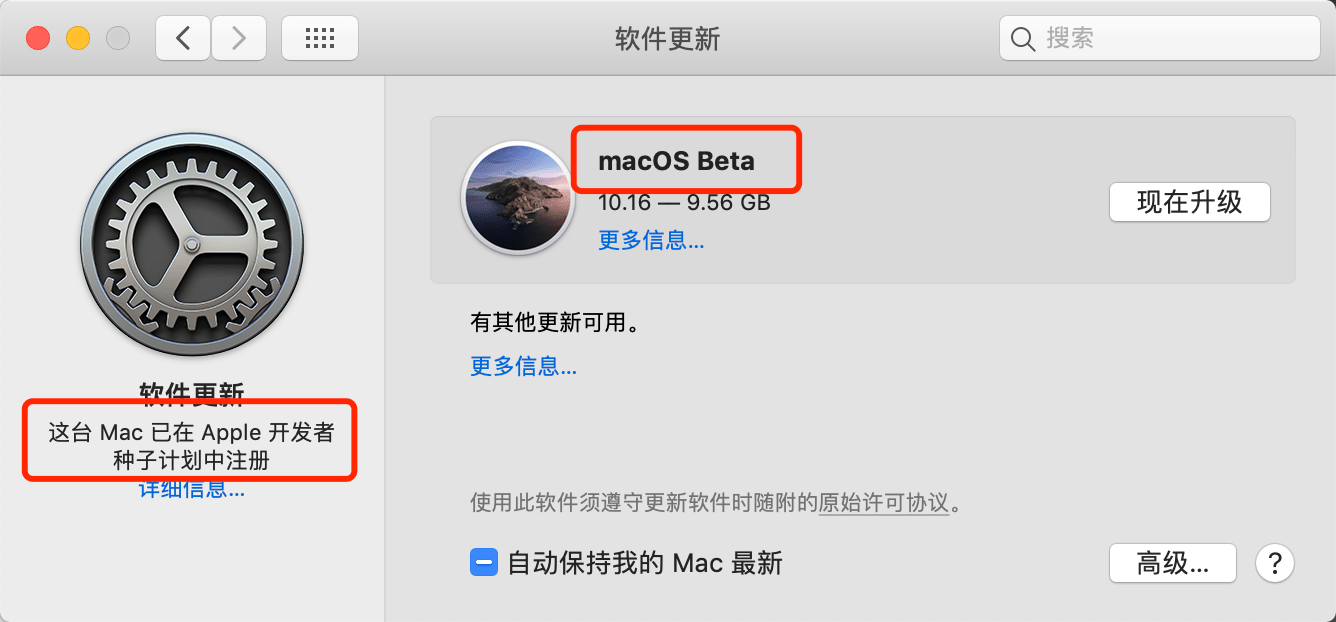 软件更新
搜索
软件更新
这台 Mac 已在 Apple 开发者
种子计划中注册
详细信息...
macOS Beta
10.16 — 9.56 GB
更多信息...
现在升级
有其他更新可用。
更多信息...
使用此软件须遵守更新软件时随附的原始许可协议。
自动保持我的 Mac 最新
高级...
?